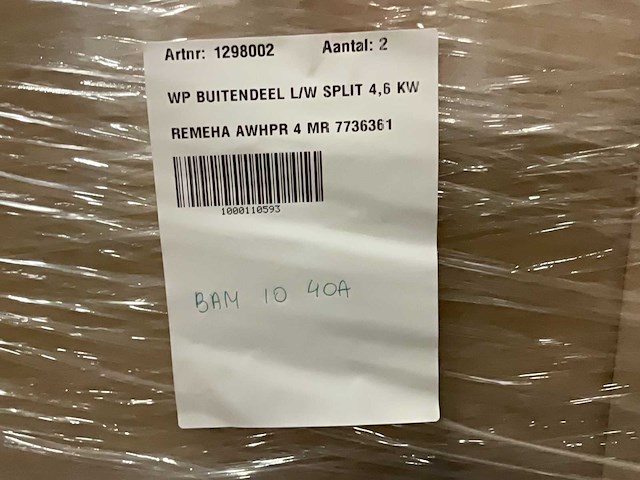 Artnr: 1298002 Aantal: 2
WP BUITENDEEL L/W SPLIT 4,6 KW
REMEHA AWHPR 4 MR 7736361
1000110593
BAM 10 40A